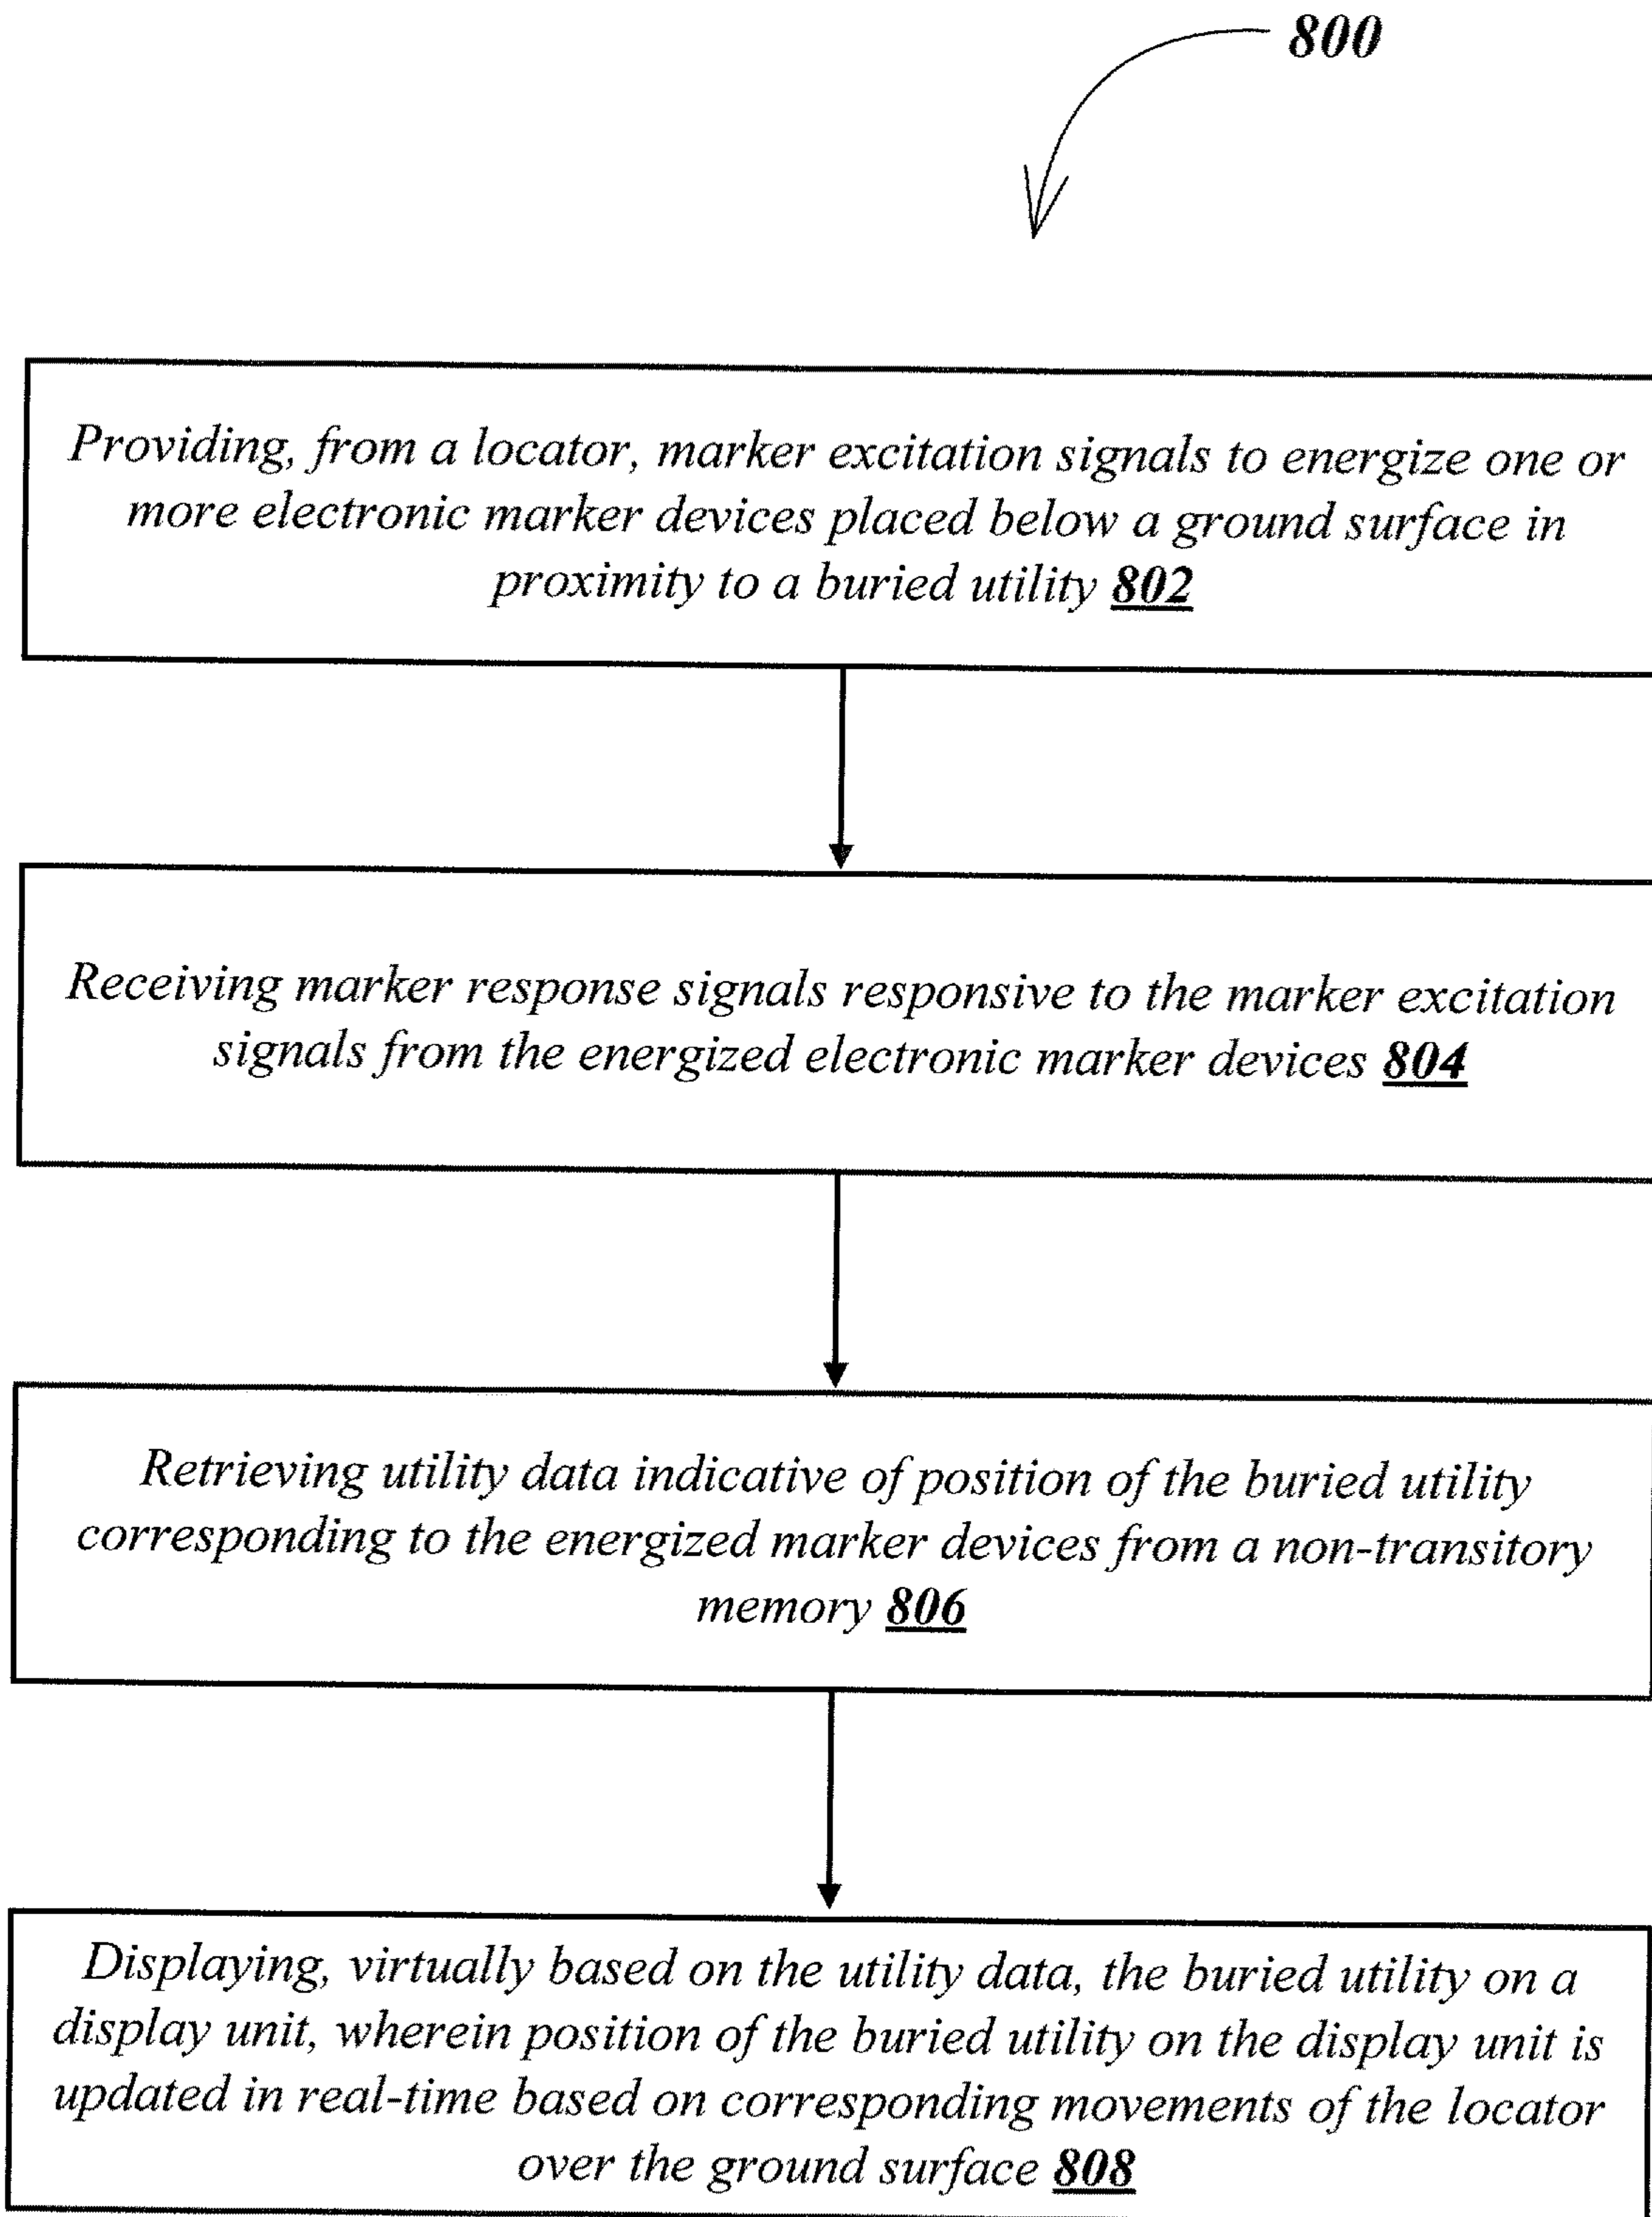 800
Providing, from a locator, marker excitation signals to energize one or
more electronic marker devices placed below a ground surface in
proximity to a buried utility 802
Receiving marker response signals responsive to the marker excitation
signals from the energized electronic marker devices 804
Retrieving utility data indicative of position of the buried utility
corresponding to the energized marker devices from a non-transitory
memory 806
Displaying, virtually based on the utility data, the buried utility on a
display unit, wherein position of the buried utility on the display unit is
updated in real-time based on corresponding movements of the locator
over the ground surface 808